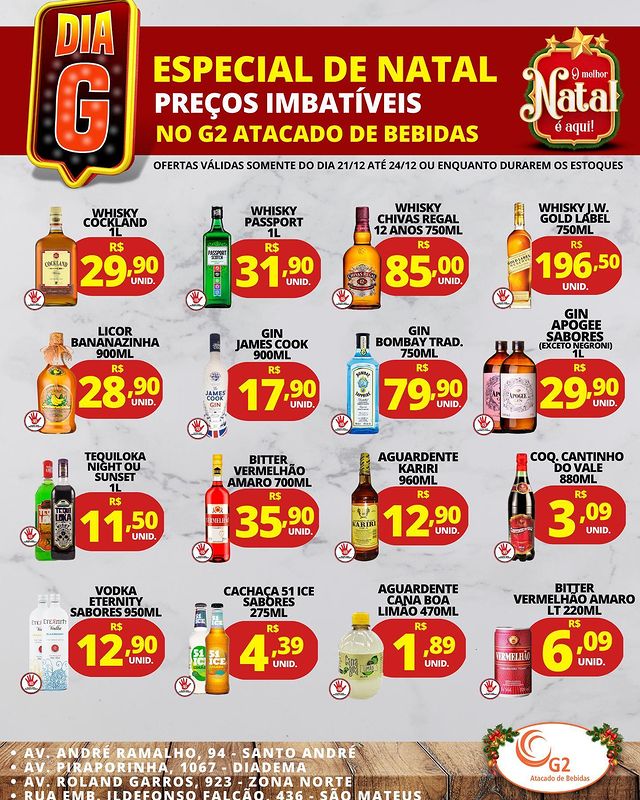 DIA
G
ESPECIAL DE NATAL
PREÇOS IMBATÍVEIS
NO G2 ATACADO DE BEBIDAS
O melhor
Natal
é aqui!
OFERTAS VÁLIDAS SOMENTE DO DIA 21/12 ATÉ 24/12 OU ENQUANTO DURAREM OS ESTOQUES
WHISKY
COCKLAND
1L
R$
29,90
UNID.
WHISKY
PASSPORT
1L
R$
31,90
UNID.
WHISKY
CHIVAS REGAL
12 ANOS 750ML
R$
85,00
UNID.
WHISKY J.W.
GOLD LABEL
750ML
R$
196,50
UNID.
LICOR
BANANAZINHA
900ML
R$
28,90
UNID.
GIN
JAMES COOK
900ML
R$
17,90
UNID.
GIN
BOMBAY TRAD.
750ML
R$
79,90
UNID.
GIN
APOGEE
SABORES
(EXCETO NEGRONI)
1L
R$
29,90
UNID.
TEQUILOKA
NIGHT OU
SUNSET
1L
R$
11,50
UNID.
BITTER
VERMELHÃO
AMARO 700ML
R$
35,90
UNID.
AGUARDENTE
KARIRI
960ML
R$
12,90
UNID.
COQ. CANTINHO
DO VALE
880ML
R$
3,09
UNID.
VODKA
ETERNITY
SABORES 950ML
R$
12,90
UNID.
CACHAÇA 51 ICE
SABORES
275ML
R$
4,39
UNID.
AGUARDENTE
CANA BOA
LIMÃO 470ML
R$
1,89
UNID.
BITTER
VERMELHÃO AMARO
LT 220ML
R$
6,09
UNID.
• AV. ANDRÉ RAMALHO, 94 - SANTO ANDRÉ
• AV. PIRAPORINHA, 1067 - DIADEMA
• AV. ROLAND GARROS, 923 - ZONA NORTE
• RUA EMB. ILDEFONSO FALCÃO, 436 - SÃO MATEUS
G2
Atacado de Bebidas